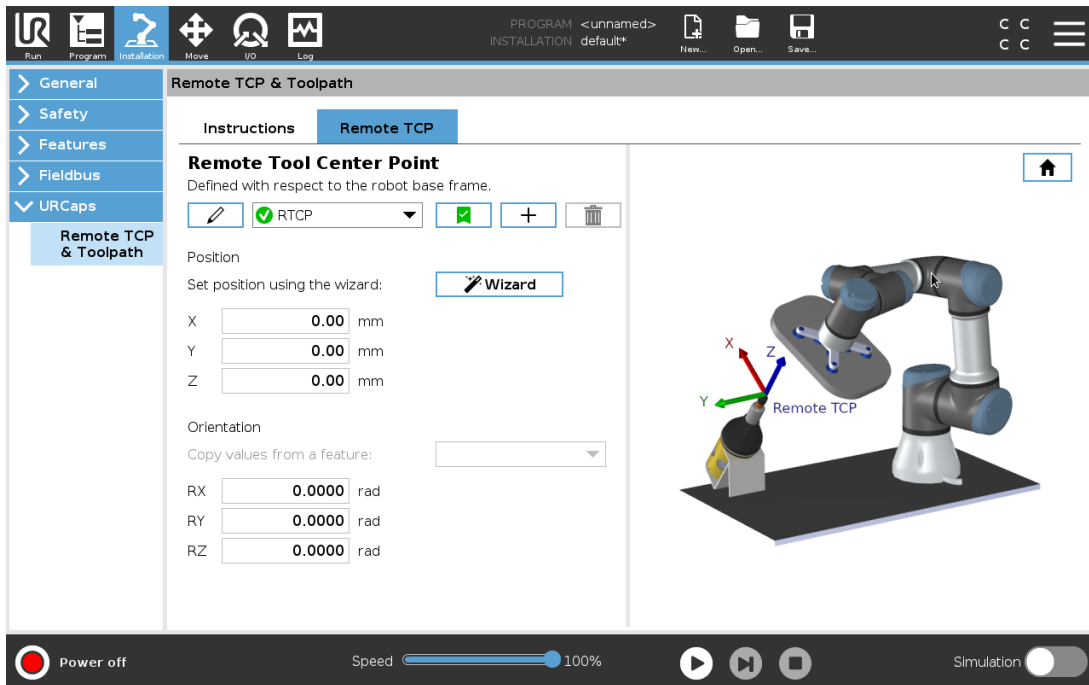 PROGRAM <unnamed>
INSTALLATION default*
UR
Run
Program
Installation
Move
I/O
Log
New...
Open...
Save...
C C
C C
General
Safety
Features
Fieldbus
URCaps
Remote TCP
& Toolpath
Remote TCP & Toolpath
Instructions
Remote TCP
Remote Tool Center Point
Defined with respect to the robot base frame.
RTCP
Position
Set position using the wizard:
Wizard
X 0.00 mm
Y 0.00 mm
Z 0.00 mm
Orientation
Copy values from a feature:
RX 0.0000 rad
RY 0.0000 rad
RZ 0.0000 rad
X
Z
Y
Remote TCP
Power off
Speed
100%
Simulation